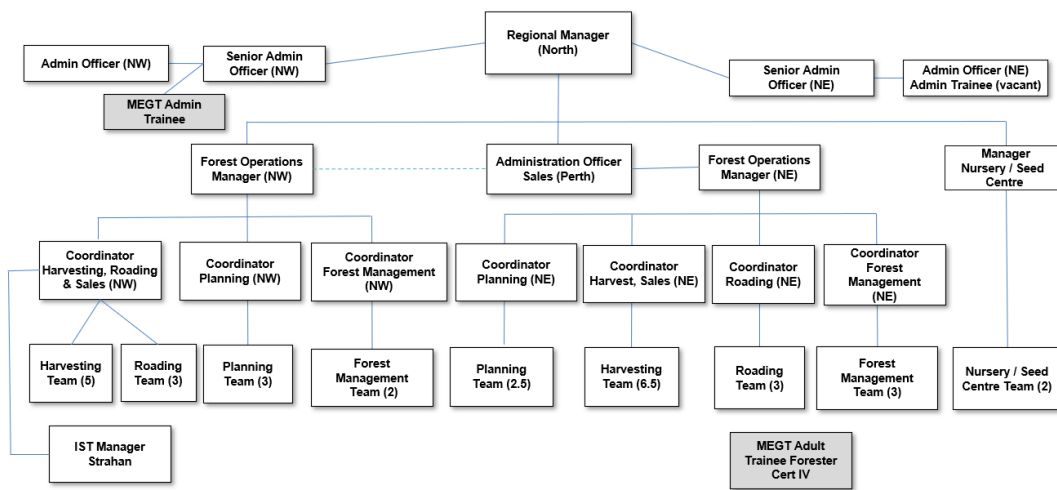 Regional Manager
(North)
Admin Officer (NW)
Senior Admin
Officer (NW)
MEGT Admin
Trainee
Senior Admin
Officer (NE)
Admin Officer (NE)
Admin Trainee (vacant)
Forest Operations
Manager (NW)
Administration Officer
Sales (Perth)
Forest Operations
Manager (NE)
Manager
Nursery / Seed
Centre
Coordinator
Harvesting, Roading
& Sales (NW)
Coordinator
Planning (NW)
Coordinator
Forest Management
(NW)
Coordinator
Planning (NE)
Coordinator
Harvest, Sales (NE)
Coordinator
Roading (NE)
Coordinator
Forest
Management
(NE)
Harvesting
Team (5)
Roading
Team (3)
Planning
Team (3)
Forest
Management
Team (2)
Planning
Team (2.5)
Harvesting
Team (6.5)
Roading
Team (3)
Forest
Management
Team (3)
Nursery / Seed
Centre Team (2)
IST Manager
Strahan
MEGT Adult
Trainee Forester
Cert IV